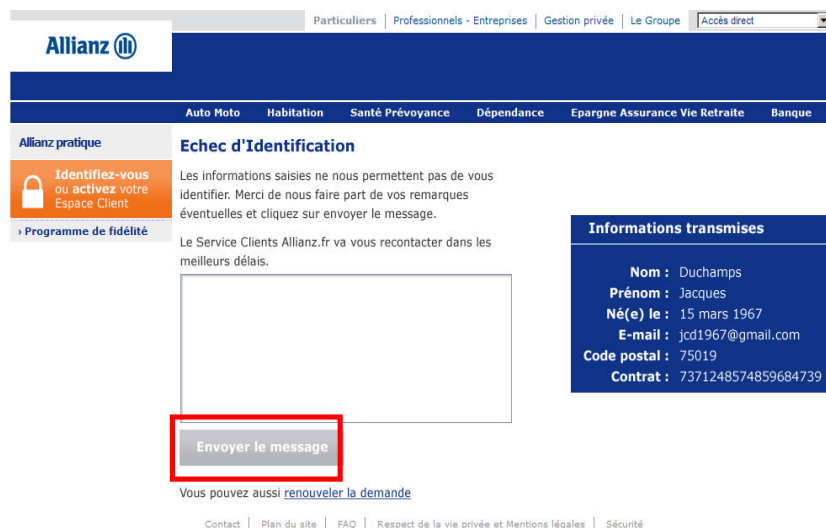 Particuliers | Professionnels - Entreprises | Gestion privée | Le Groupe Accès direct
Allianz
Auto Moto Habitation Santé Prévoyance Dépendance Epargne Assurance Vie Retraite Banque
Allianz pratique
Identifiez-vous
ou activez votre
Espace Client
› Programme de fidélité
Echec d'Identification
Les informations saisies ne nous permettent pas de vous
identifier. Merci de nous faire part de vos remarques
éventuelles et cliquez sur envoyer le message.
Le Service Clients Allianz.fr va vous recontacter dans les
meilleurs délais.
Envoyer le message
Vous pouvez aussi renouveler la demande
Informations transmises
Nom : Duchamps
Prénom : Jacques
Né(e) le : 15 mars 1967
E-mail : jcd1967@gmail.com
Code postal : 75019
Contrat : 7371248574859684739
Contact | Plan du site | FAQ | Respect de la vie privée et Mentions légales | Sécurité